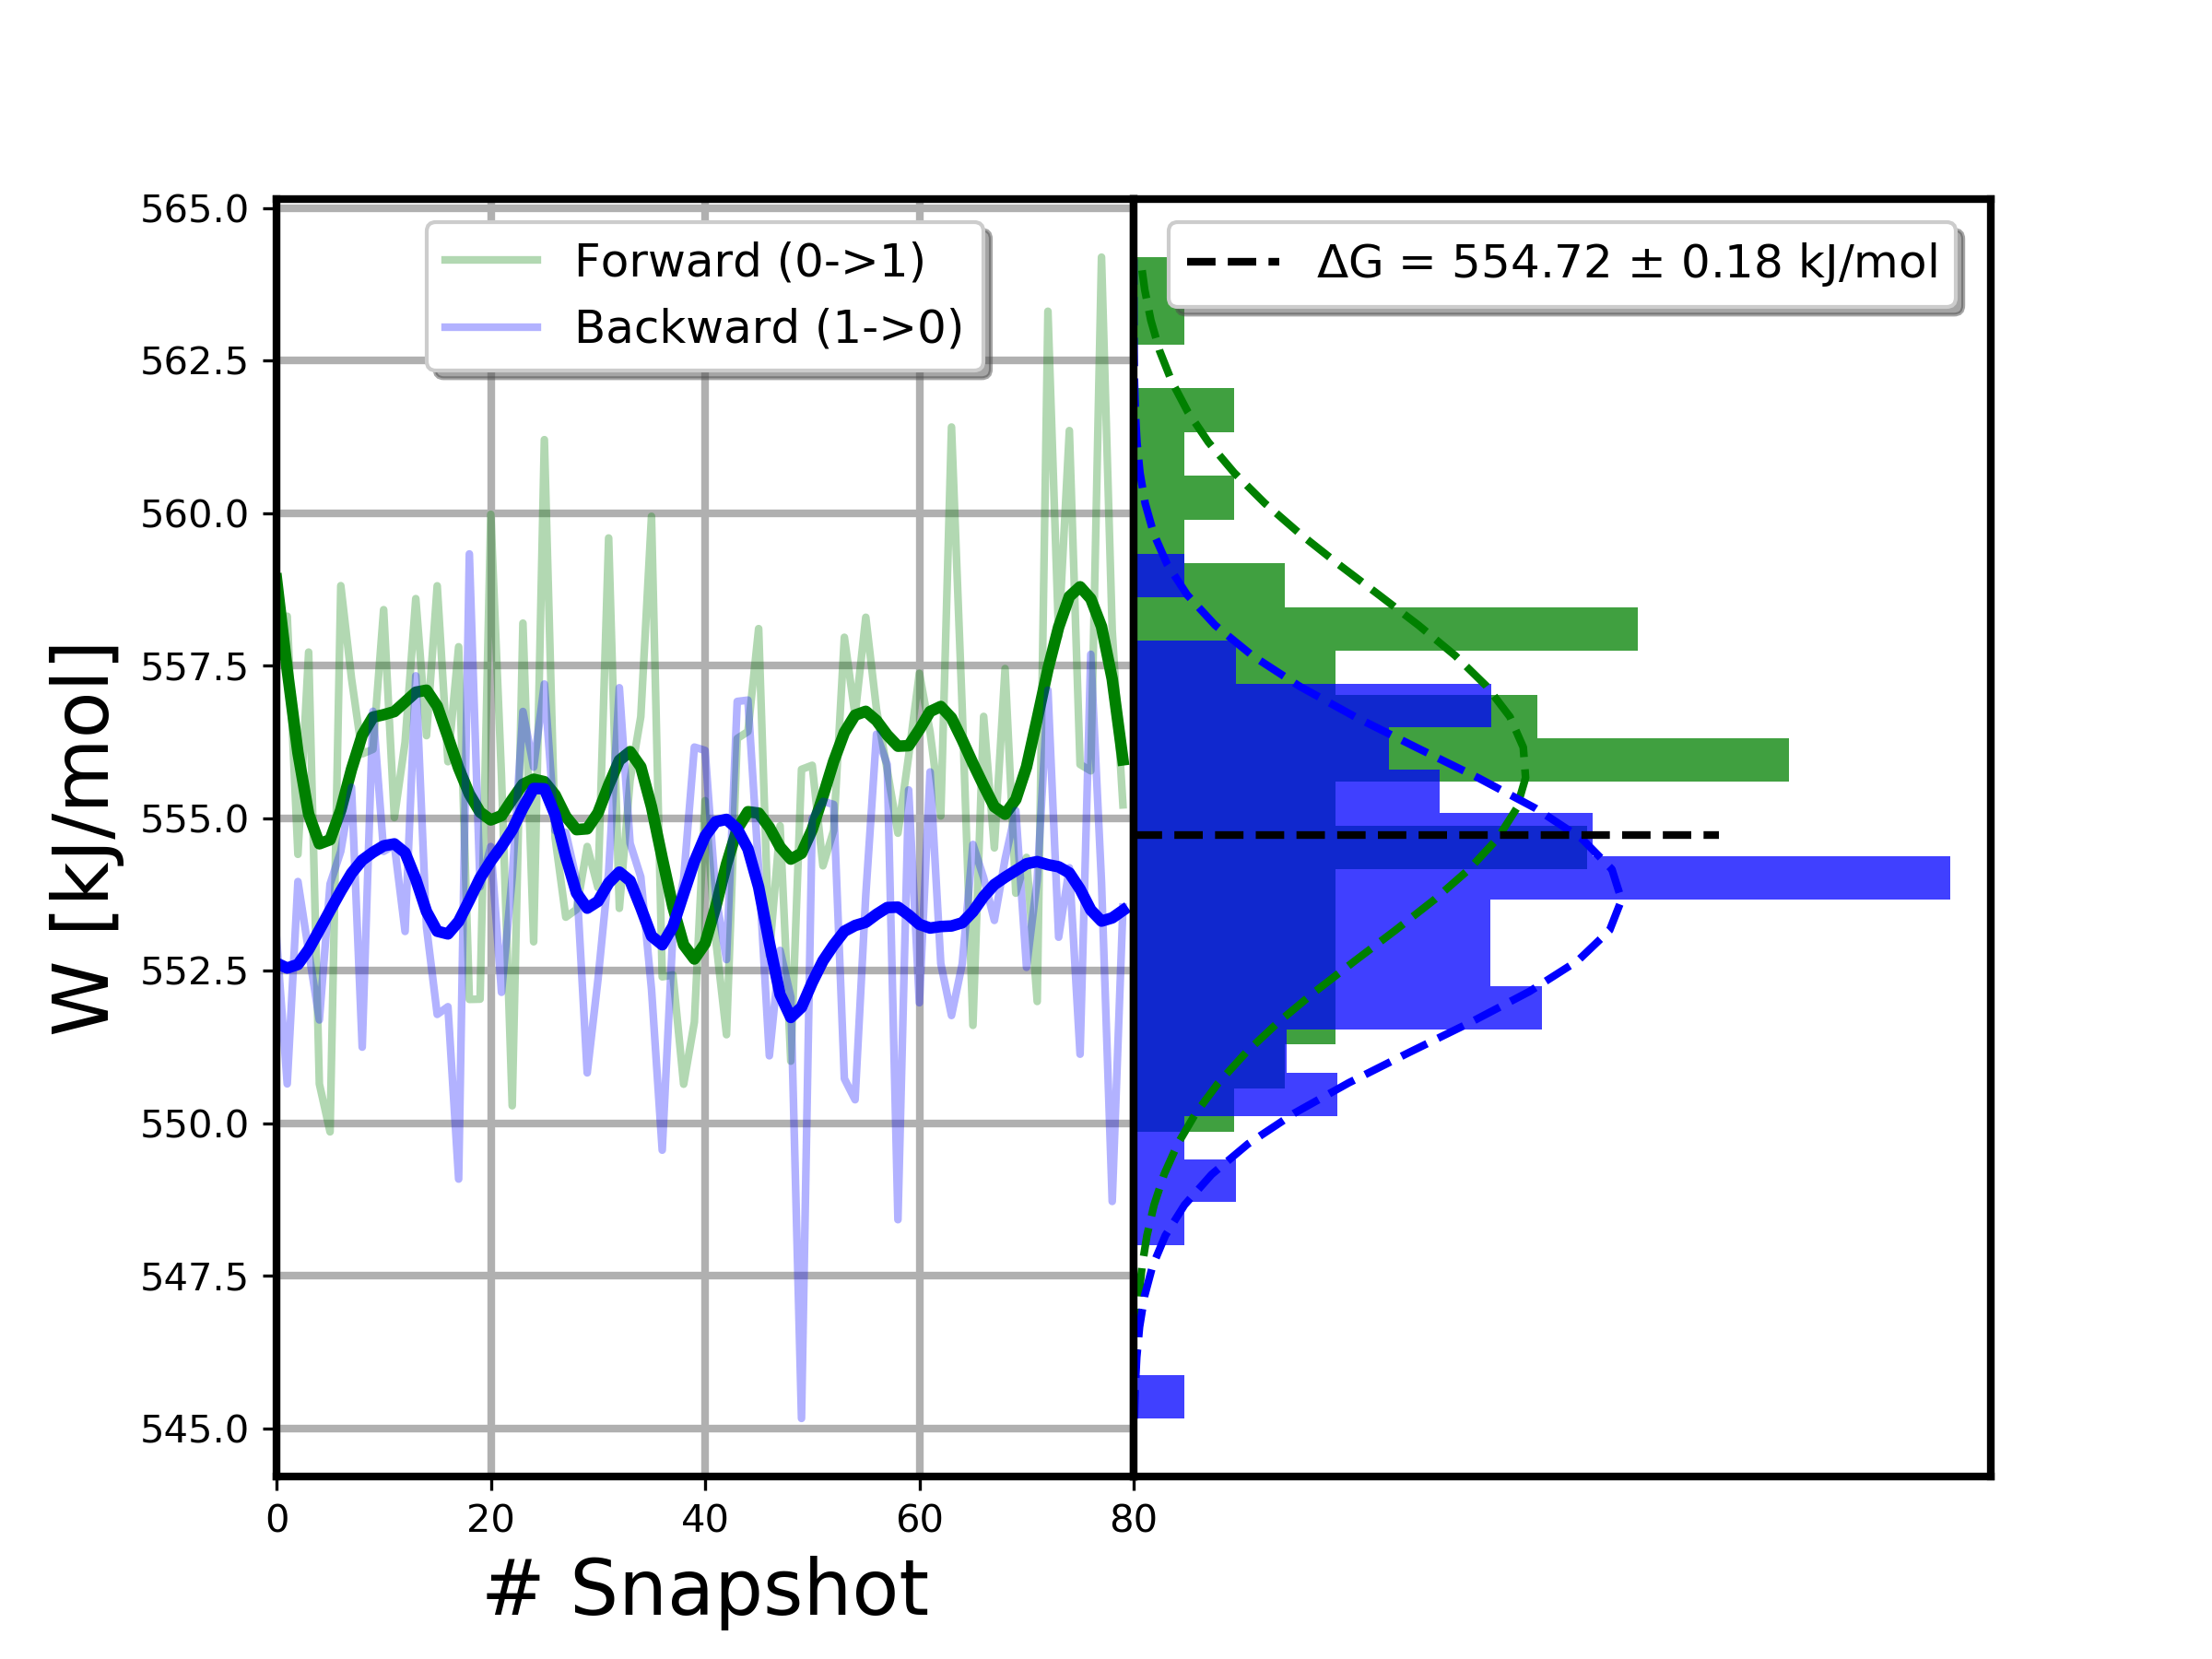 565.0
562.5
560.0
557.5
555.0
552.5
550.0
547.5
545.0
W [kJ/mol]
Forward (0->1)
Backward (1->0)
ΔG = 554.72 ± 0.18 kJ/mol
0 20 40 60 80
# Snapshot